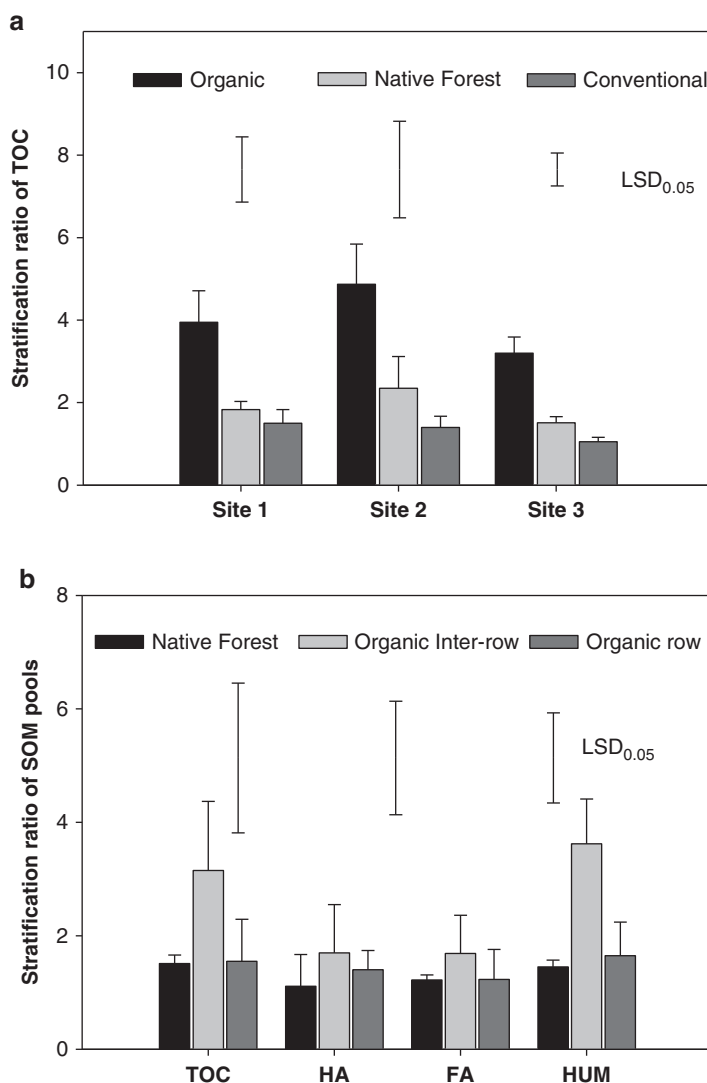 a
Stratification ratio of TOC
10
8
6
4
2
0
Organic
Native Forest
Conventional
LSD0.05
Site 1
Site 2
Site 3
b
Stratification ratio of SOM pools
8
6
4
2
0
Native Forest
Organic Inter-row
Organic row
LSD0.05
TOC
HA
FA
HUM